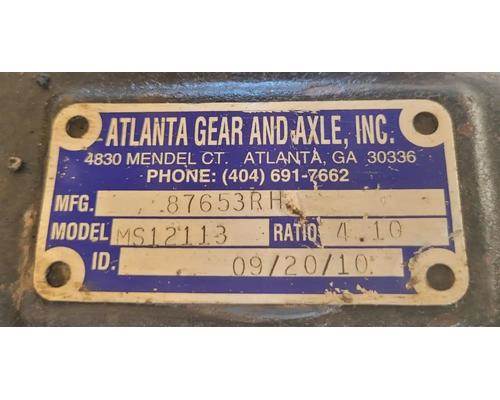 ATLANTA GEAR AND AXLE, INC.
4830 MENDEL CT. ATLANTA, GA 30336
PHONE: (404) 691-7662
MFG. 87653RH
MODEL MS12113 RATIO 4.10
ID. 09/20/10